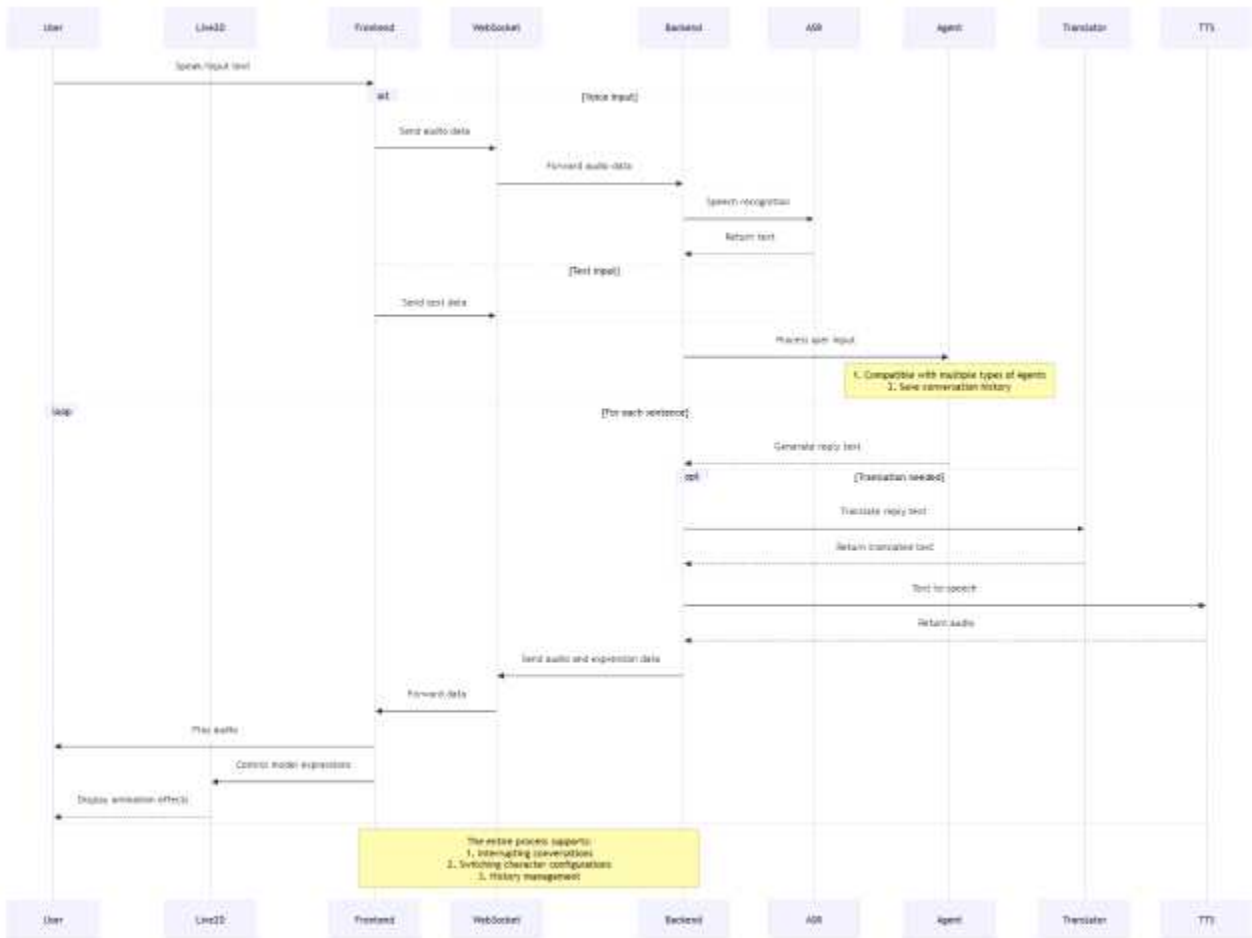 User Live2D Frontend WebSocket Backend ASR Agent Translator TTS
Speak/Input text
alt [Voice input]
Send audio data
Forward audio data
Speech recognition
Return text
[Text input]
Send text data
Process user input
1. Compatible with multiple types of Agents
2. Save conversation history
loop [For each sentence]
Generate reply text
opt [Translation needed]
Translate reply text
Return translated text
Text-to-speech
Return audio
Send audio and expression data
Forward data
Play audio
Control model expressions
Display animation effects
The entire process supports:
1. Interrupting conversations
2. Switching character configurations
3. History management
User Live2D Frontend WebSocket Backend ASR Agent Translator TTS